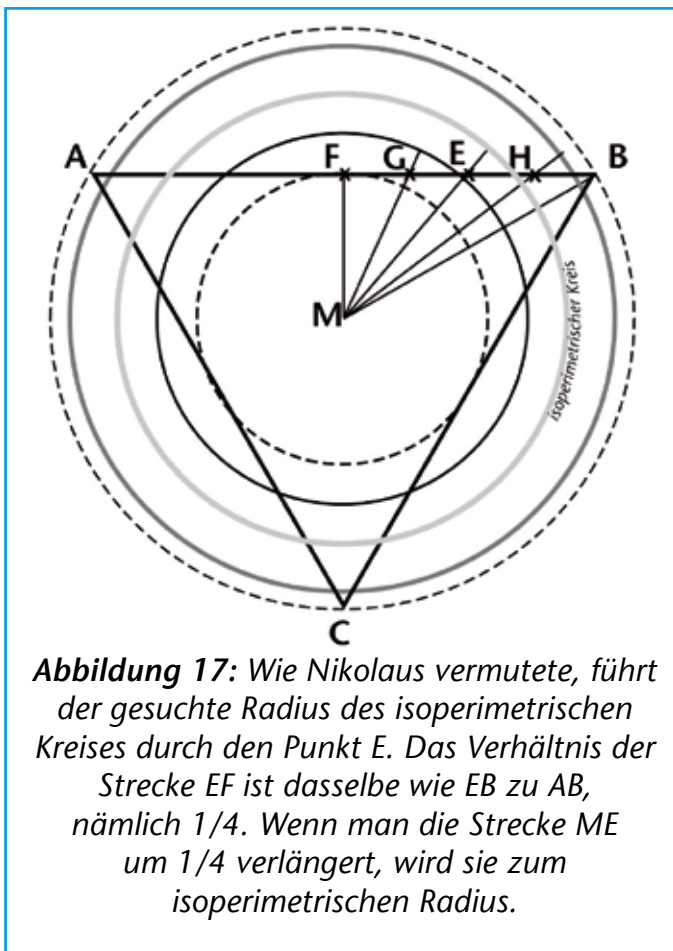 A F G E H B
M
isoperimetrischer Kreis
C
Abbildung 17: Wie Nikolaus vermutete, führt
der gesuchte Radius des isoperimetrischen
Kreises durch den Punkt E. Das Verhältnis der
Strecke EF ist dasselbe wie EB zu AB,
nämlich 1/4. Wenn man die Strecke ME
um 1/4 verlängert, wird sie zum
isoperimetrischen Radius.